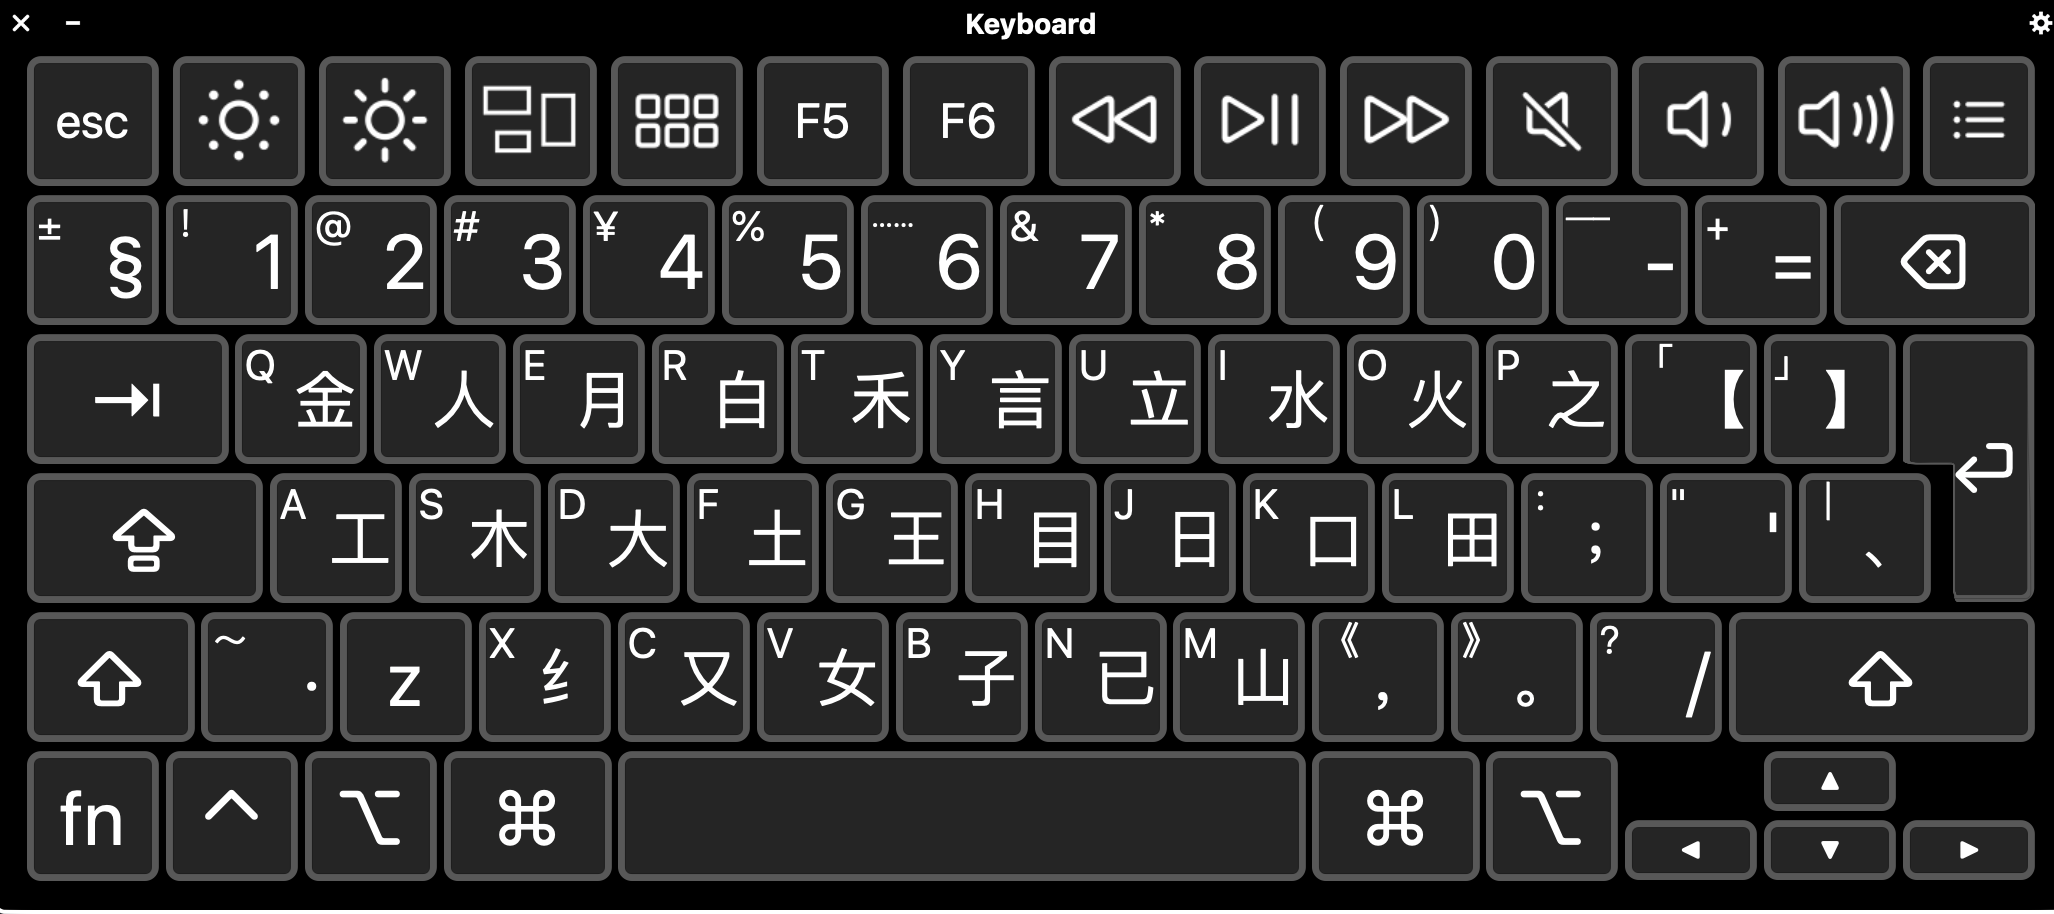 Keyboard
esc F5 F6
± § ! 1 @ 2 # 3 ¥ 4 % 5 …… 6 & 7 * 8 ( 9 ) 0 —— - + =
Q 金 W 人 E 月 R 白 T 禾 Y 言 U 立 I 水 O 火 P 之 「 【 」 】
A 工 S 木 D 大 F 土 G 王 H 目 J 日 K 口 L 田 : ; " ' | 、
~ · z X 纟 C 又 V 女 B 子 N 已 M 山 《 , 》 。 ? /
fn